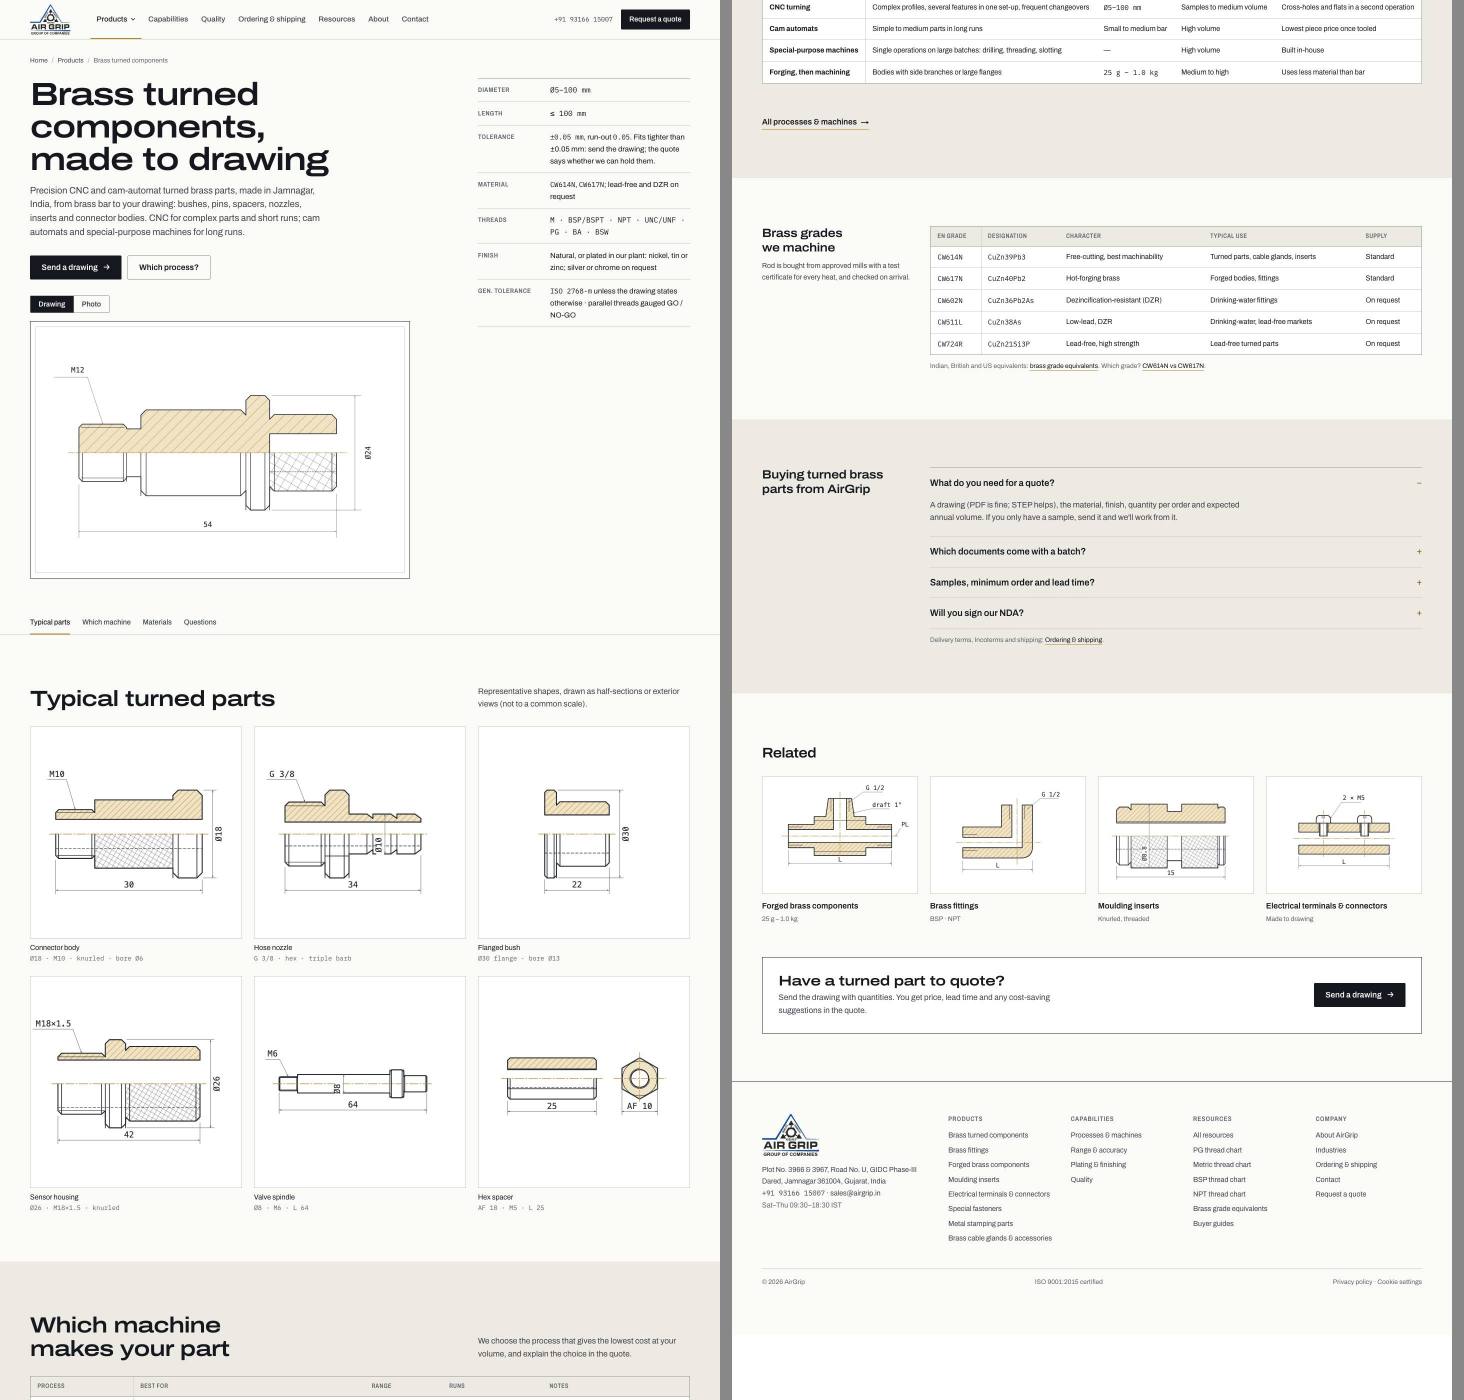 AIR GRIP
GROUP OF COMPANIES
Products
Capabilities
Quality
Ordering & shipping
Resources
About
Contact
+91 93166 15007
Request a quote
Home / Products / Brass turned components
Brass turned
components,
made to drawing
Precision CNC and cam-automat turned brass parts, made in Jamnagar,
India, from brass bar to your drawing: bushes, pins, spacers, nozzles,
inserts and connector bodies. CNC for complex parts and short runs; cam
automats and special-purpose machines for long runs.
Send a drawing →
Which process?
Drawing
Photo
M12
Ø24
54
DIAMETER
Ø5–100 mm
LENGTH
≤ 100 mm
TOLERANCE
±0.05 mm, run-out 0.05. Fits tighter than
±0.05 mm: send the drawing; the quote
says whether we can hold them.
MATERIAL
CW614N, CW617N; lead-free and DZR on
request
THREADS
M · BSP/BSPT · NPT · UNC/UNF ·
PG · BA · BSW
FINISH
Natural, or plated in our plant: nickel, tin or
zinc; silver or chrome on request
GEN. TOLERANCE
ISO 2768-m unless the drawing states
otherwise · parallel threads gauged GO /
NO-GO
Typical parts
Which machine
Materials
Questions
Typical turned parts
Representative shapes, drawn as half-sections or exterior
views (not to a common scale).
M10
Ø18
30
Connector body
Ø18 · M10 · knurled · bore Ø6
G 3/8
Ø10
34
Hose nozzle
G 3/8 · hex · triple barb
Ø30
22
Flanged bush
Ø30 flange · bore Ø13
M18×1.5
Ø26
42
Sensor housing
Ø26 · M18×1.5 · knurled
M6
Ø8
64
Valve spindle
Ø8 · M6 · L 64
25
AF 10
Hex spacer
AF 10 · M5 · L 25
Which machine
makes your part
We choose the process that gives the lowest cost at your
volume, and explain the choice in the quote.
PROCESS
BEST FOR
RANGE
RUNS
NOTES
CNC turning
Complex profiles, several features in one set-up, frequent changeovers
Ø5–100 mm
Samples to medium volume
Cross-holes and flats in a second operation
Cam automats
Simple to medium parts in long runs
Small to medium bar
High volume
Lowest piece price once tooled
Special-purpose machines
Single operations on large batches: drilling, threading, slotting
—
High volume
Built in-house
Forging, then machining
Bodies with side branches or large flanges
25 g – 1.0 kg
Medium to high
Uses less material than bar
All processes & machines →
Brass grades
we machine
Rod is bought from approved mills with a test
certificate for every heat, and checked on arrival.
EN GRADE
DESIGNATION
CHARACTER
TYPICAL USE
SUPPLY
CW614N
CuZn39Pb3
Free-cutting, best machinability
Turned parts, cable glands, inserts
Standard
CW617N
CuZn40Pb2
Hot-forging brass
Forged bodies, fittings
Standard
CW602N
CuZn36Pb2As
Dezincification-resistant (DZR)
Drinking-water fittings
On request
CW511L
CuZn38As
Low-lead, DZR
Drinking-water, lead-free markets
On request
CW724R
CuZn21Si3P
Lead-free, high strength
Lead-free turned parts
On request
Indian, British and US equivalents: brass grade equivalents. Which grade? CW614N vs CW617N.
Buying turned brass
parts from AirGrip
What do you need for a quote?
−
A drawing (PDF is fine; STEP helps), the material, finish, quantity per order and expected
annual volume. If you only have a sample, send it and we'll work from it.
Which documents come with a batch?
+
Samples, minimum order and lead time?
+
Will you sign our NDA?
+
Delivery terms, Incoterms and shipping: Ordering & shipping
Related
G 1/2
draft 1°
PL
L
Forged brass components
25 g – 1.0 kg
G 1/2
L
Brass fittings
BSP · NPT
15
Moulding inserts
Knurled, threaded
2 × M5
L
Electrical terminals & connectors
Made to drawing
Have a turned part to quote?
Send the drawing with quantities. You get price, lead time and any cost-saving
suggestions in the quote.
Send a drawing →
AIR GRIP
GROUP OF COMPANIES
Plot No. 3966 & 3967, Road No. U, GIDC Phase-III
Dared, Jamnagar 361004, Gujarat, India
+91 93166 15007 · sales@airgrip.in
Sat–Thu 09:30–18:30 IST
PRODUCTS
Brass turned components
Brass fittings
Forged brass components
Moulding inserts
Electrical terminals & connectors
Special fasteners
Metal stamping parts
Brass cable glands & accessories
CAPABILITIES
Processes & machines
Range & accuracy
Plating & finishing
Quality
RESOURCES
All resources
PG thread chart
Metric thread chart
BSP thread chart
NPT thread chart
Brass grade equivalents
Buyer guides
COMPANY
About AirGrip
Industries
Ordering & shipping
Contact
Request a quote
© 2026 AirGrip
ISO 9001:2015 certified
Privacy policy · Cookie settings